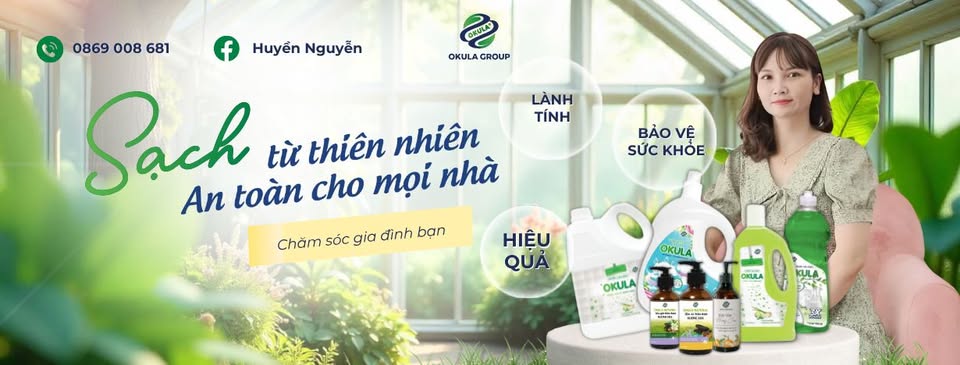 0869 008 681
Huyền Nguyễn
OKULA
OKULA GROUP
Sạch từ thiên nhiên
An toàn cho mọi nhà
Chăm sóc gia đình bạn
LÀNH
TÍNH
BẢO VỆ
SỨC KHỎE
HIỆU
QUẢ
OKULA
OKULA
OKULA